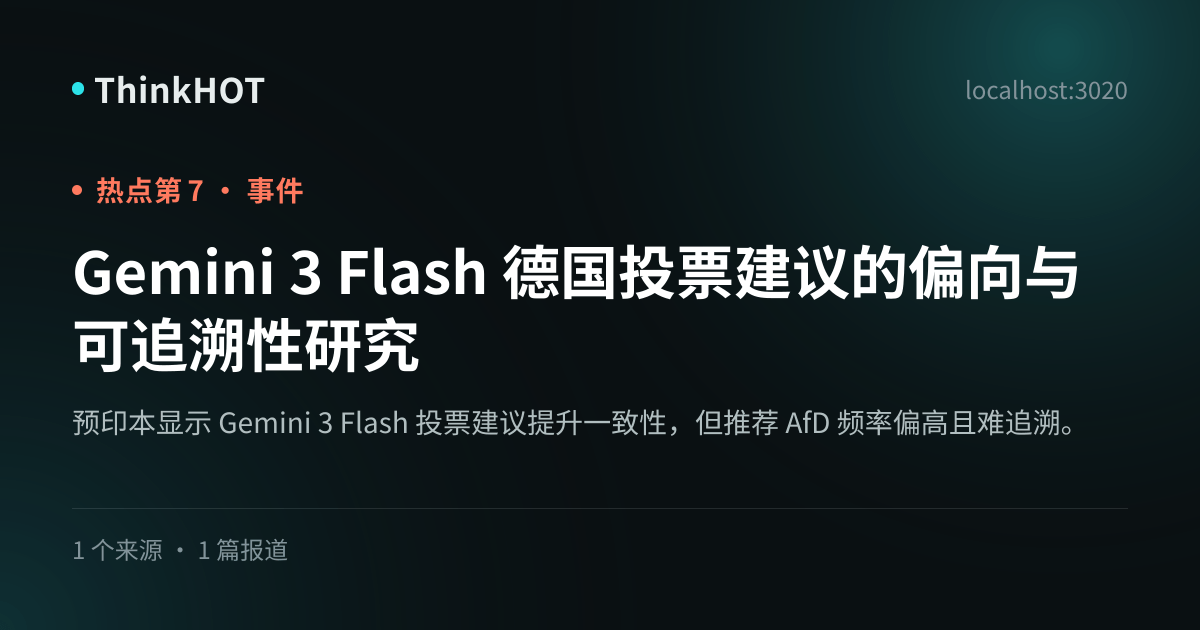 ThinkHOT
localhost:3020
热点第 7 · 事件
Gemini 3 Flash 德国投票建议的偏向与
可追溯性研究
预印本显示 Gemini 3 Flash 投票建议提升一致性，但推荐 AfD 频率偏高且难追溯。
1 个来源 · 1 篇报道